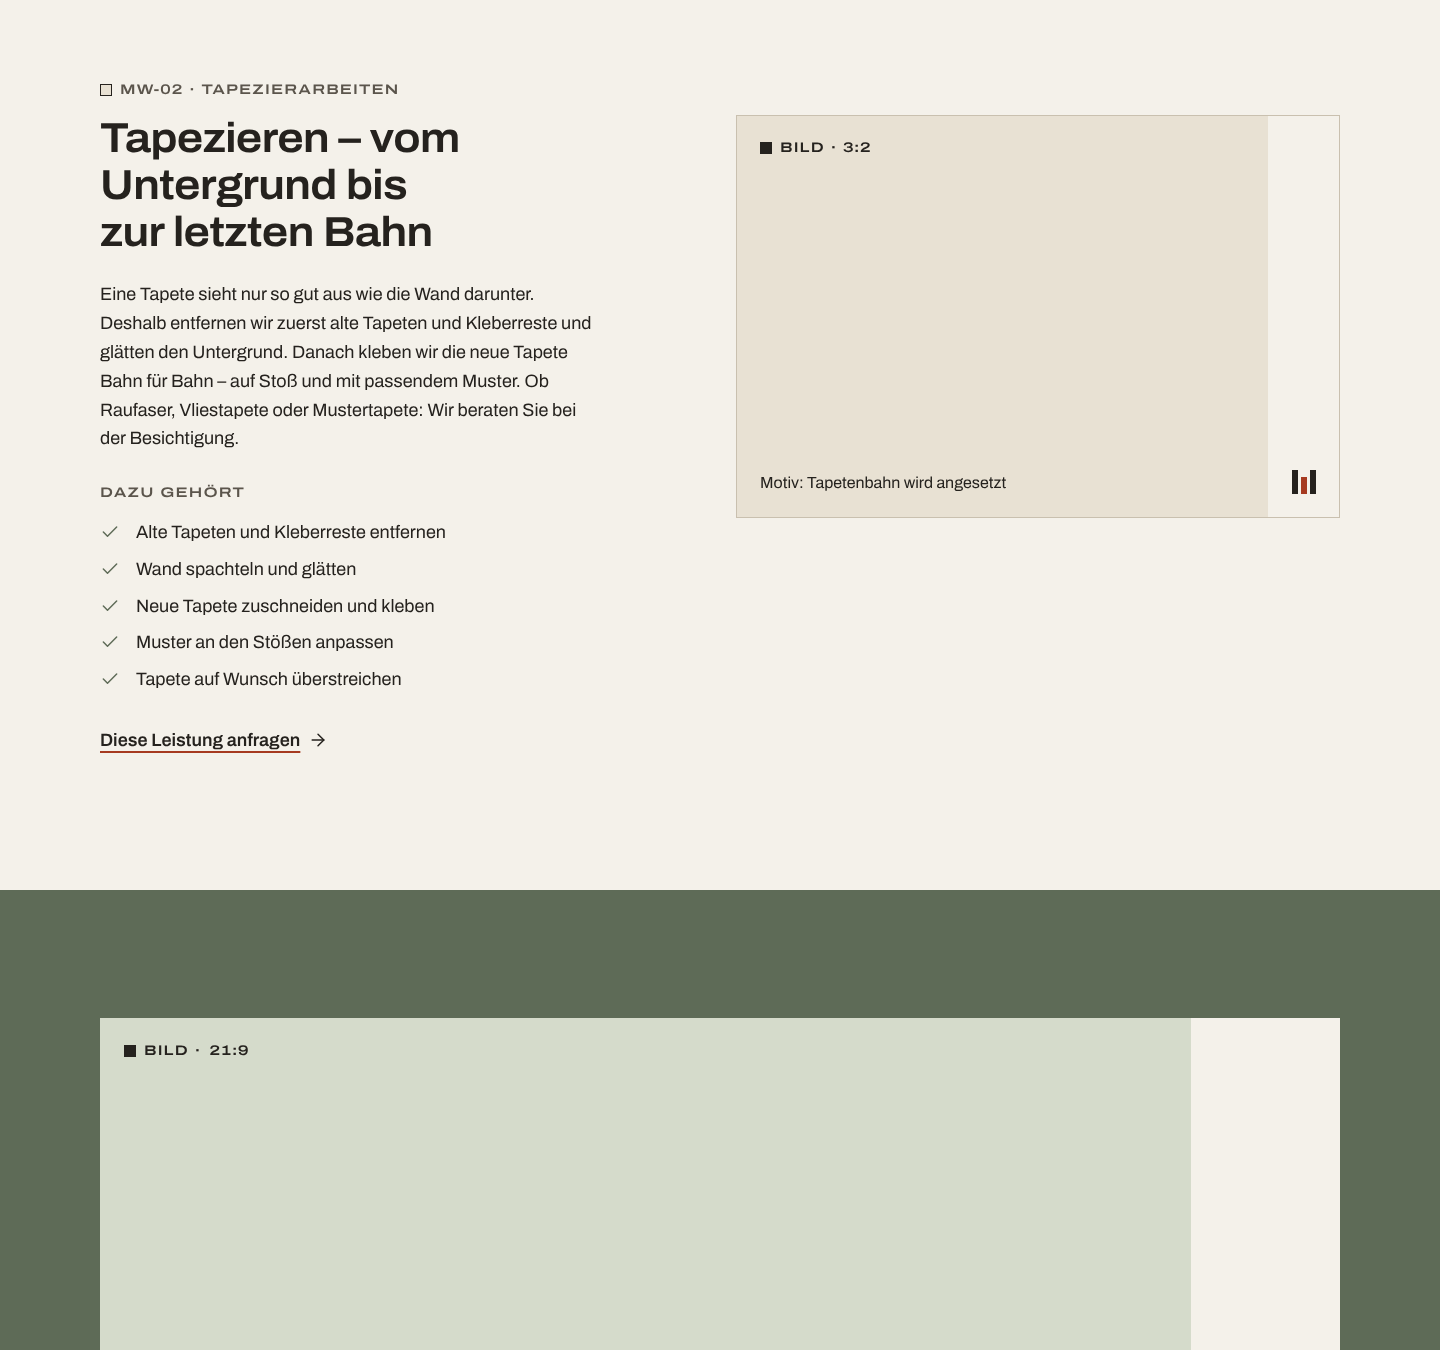 MW-02 · TAPEZIERARBEITEN
Tapezieren – vom
Untergrund bis
zur letzten Bahn
Eine Tapete sieht nur so gut aus wie die Wand darunter.
Deshalb entfernen wir zuerst alte Tapeten und Kleberreste und
glätten den Untergrund. Danach kleben wir die neue Tapete
Bahn für Bahn – auf Stoß und mit passendem Muster. Ob
Raufaser, Vliestapete oder Mustertapete: Wir beraten Sie bei
der Besichtigung.
DAZU GEHÖRT
Alte Tapeten und Kleberreste entfernen
Wand spachteln und glätten
Neue Tapete zuschneiden und kleben
Muster an den Stößen anpassen
Tapete auf Wunsch überstreichen
Diese Leistung anfragen
BILD · 3:2
Motiv: Tapetenbahn wird angesetzt
BILD · 21:9